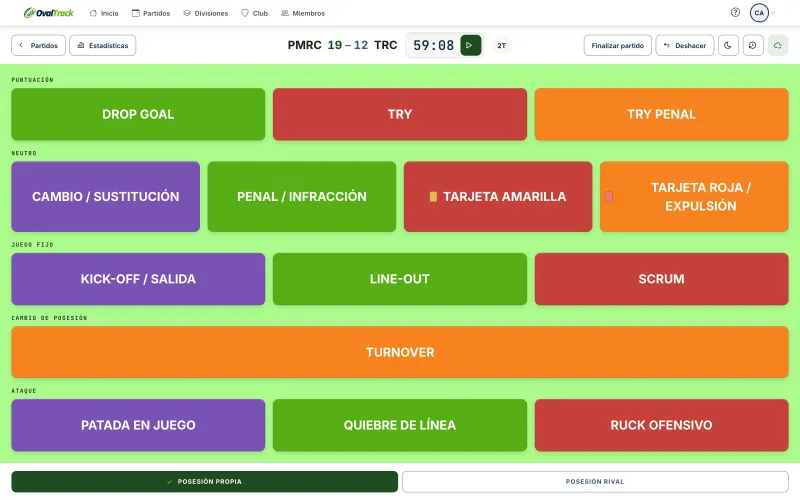 OvalTrack Inicio Partidos Divisiones Club Miembros ? CA
Partidos Estadísticas PMRC 19 – 12 TRC 59:08 2T Finalizar partido Deshacer
PUNTUACIÓN
DROP GOAL TRY TRY PENAL
NEUTRO
CAMBIO / SUSTITUCIÓN PENAL / INFRACCIÓN TARJETA AMARILLA TARJETA ROJA /
EXPULSIÓN
JUEGO FIJO
KICK-OFF / SALIDA LINE-OUT SCRUM
CAMBIO DE POSESIÓN
TURNOVER
ATAQUE
PATADA EN JUEGO QUIEBRE DE LÍNEA RUCK OFENSIVO
POSESIÓN PROPIA POSESIÓN RIVAL